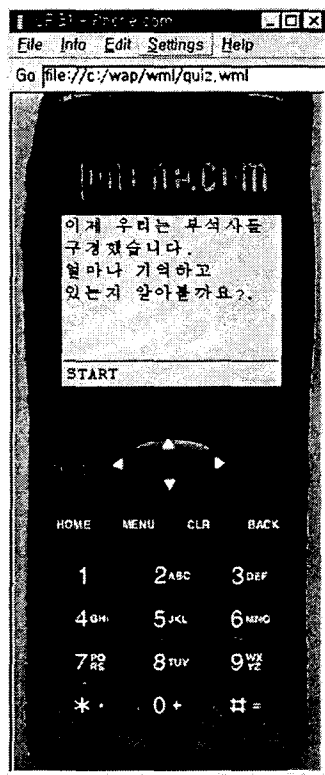 File Info Edit Settings Help
Go file://c:/wap/wml/quiz.wml
이제 우리는 부석사를
구경했습니다.
얼마나 기억하고
있는지 알아볼까요?.
START
HOME MENU CLR BACK
1 2ABC 3DEF
4GHI 5JKL 6MNO
7PQRS 8TUV 9WXYZ
* 0+ #